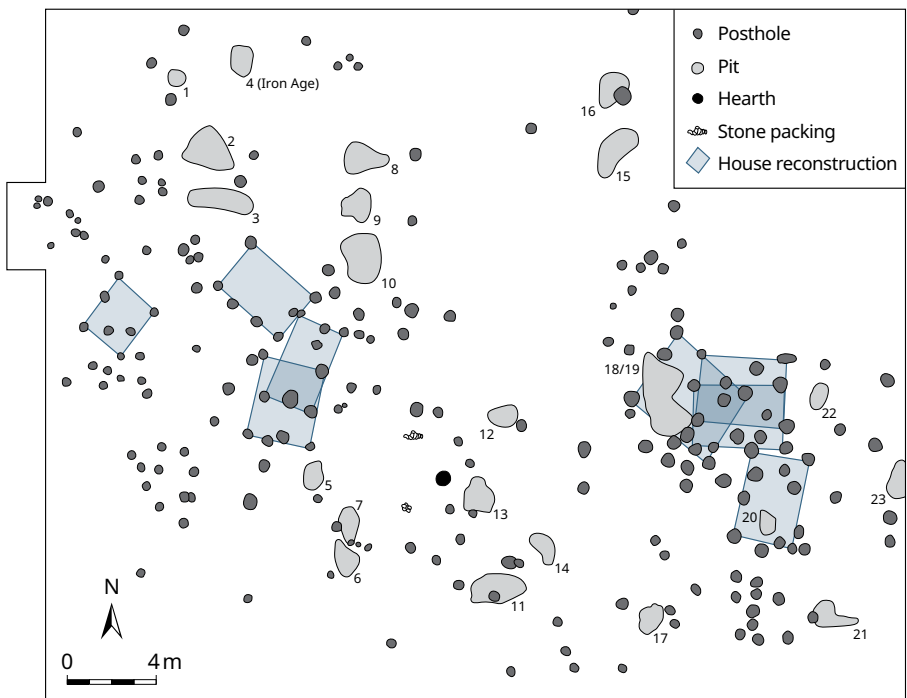 Posthole
Pit
Hearth
Stone packing
House reconstruction
1
4 (Iron Age)
2
3
8
9
10
16
15
18/19
22
12
5
13
7
6
14
11
20
23
17
21
N
0 4 m